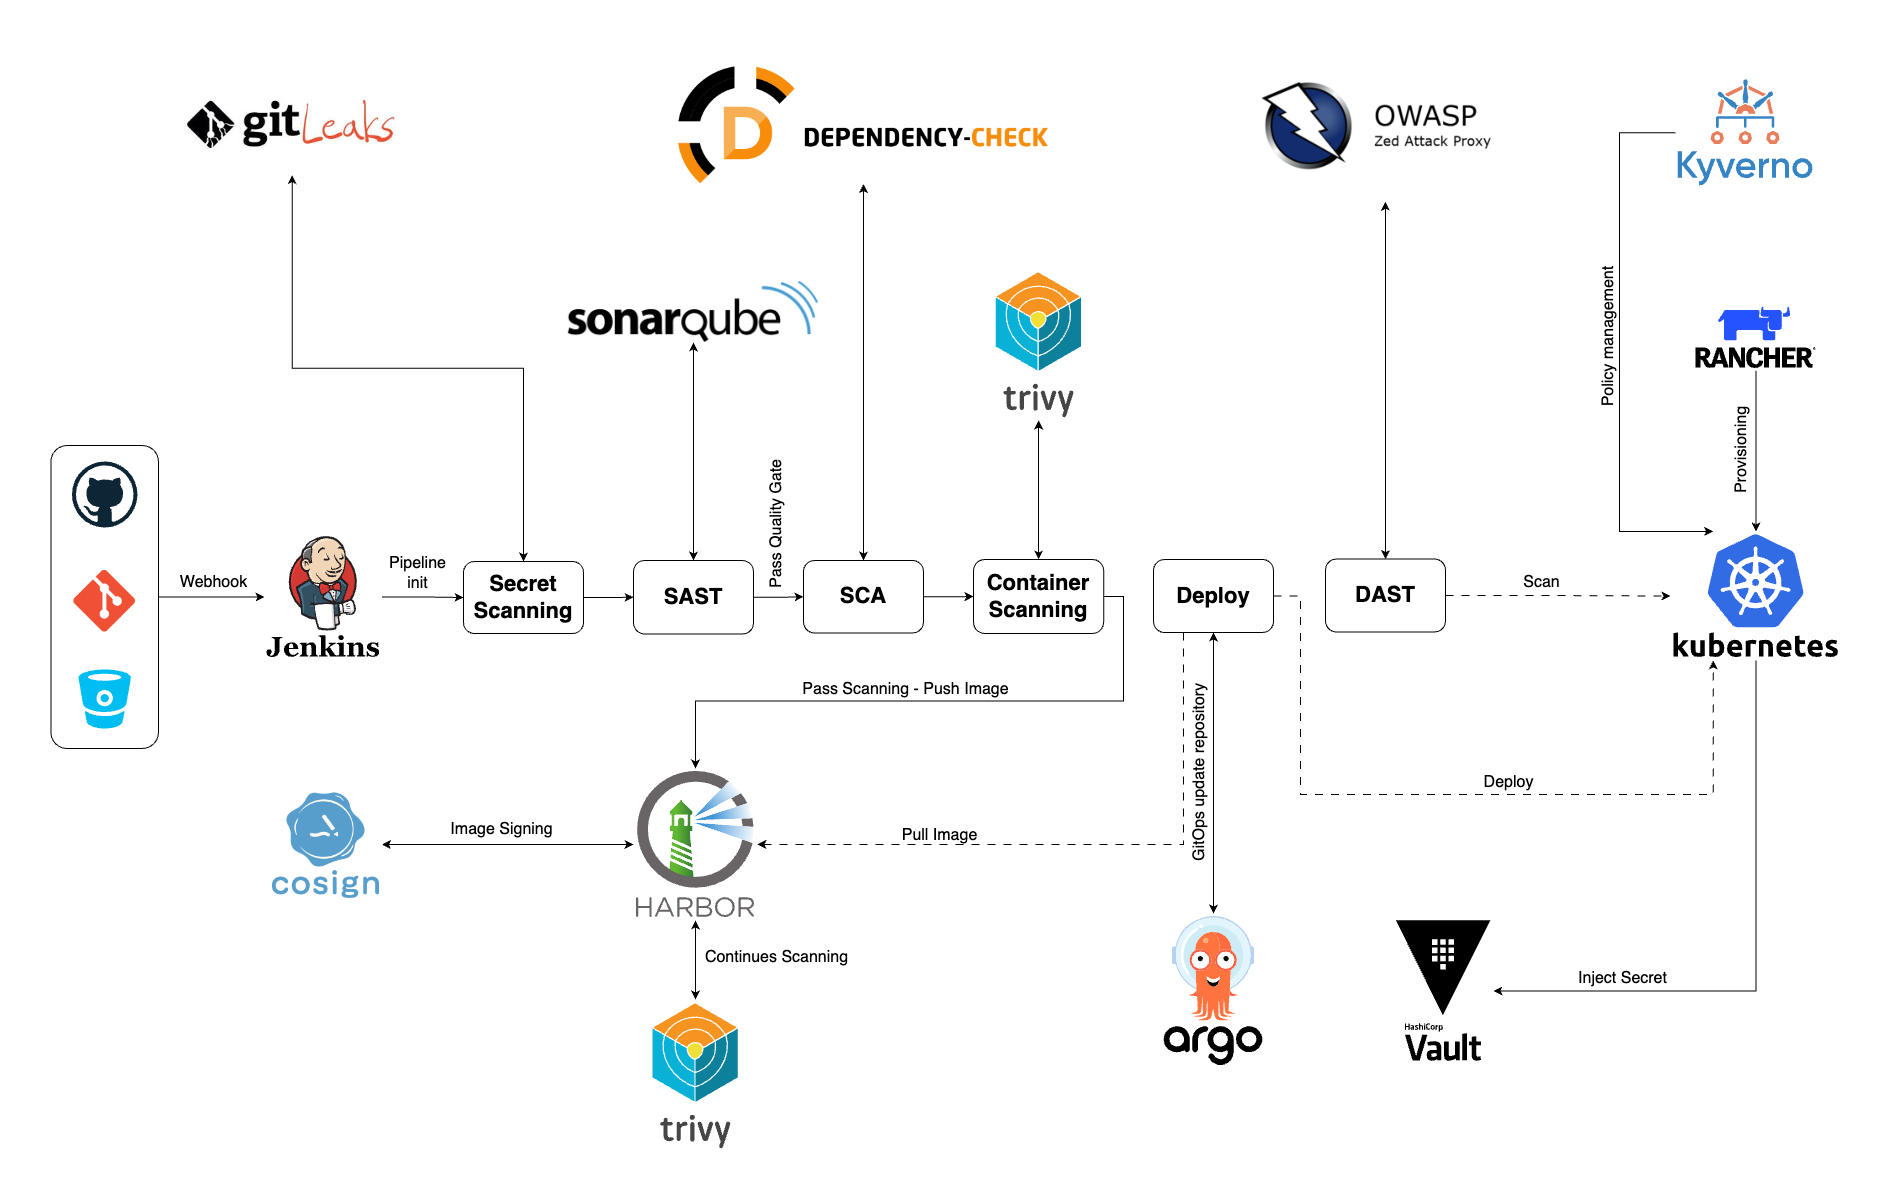 gitLeaks
DEPENDENCY-CHECK
OWASP
Zed Attack Proxy
Kyverno
sonarqube
trivy
Policy management
RANCHER
Provisioning
Pass Quality Gate
Webhook
Jenkins
Pipeline
init
Secret
Scanning
SAST
SCA
Container
Scanning
Deploy
DAST
Scan
kubernetes
Pass Scanning - Push Image
GitOps update repository
Deploy
Image Signing
cosign
HARBOR
Pull Image
Continues Scanning
trivy
argo
Inject Secret
HashiCorp
Vault